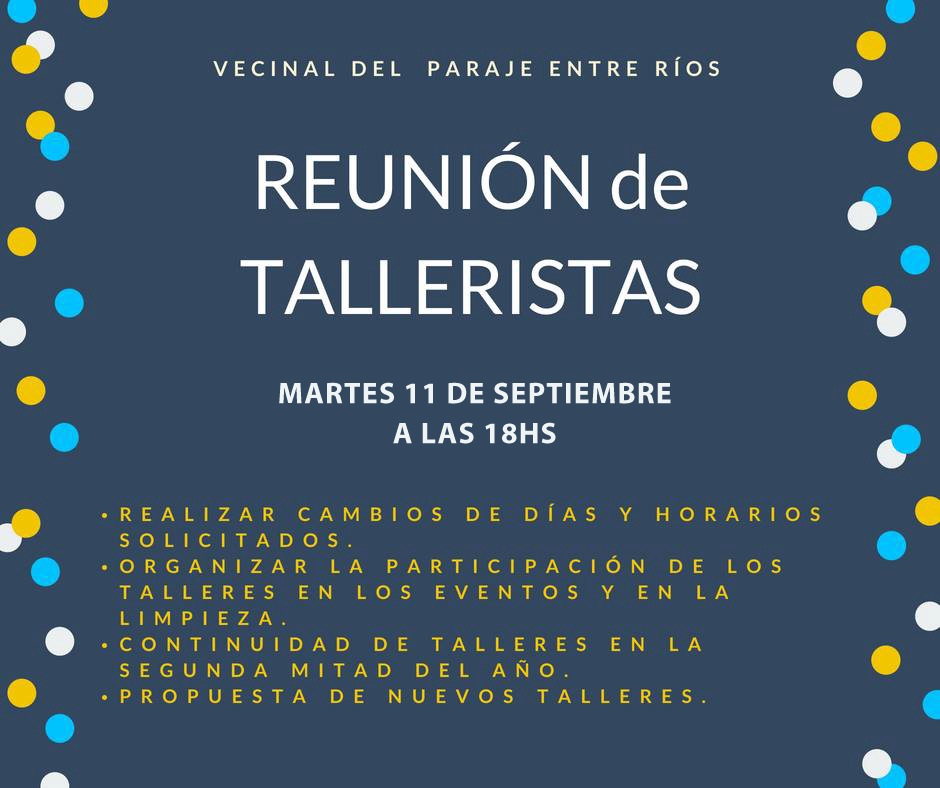 VECINAL DEL PARAJE ENTRE RÍOS
REUNIÓN de
TALLERISTAS
MARTES 11 DE SEPTIEMBRE
A LAS 18HS
• REALIZAR CAMBIOS DE DÍAS Y HORARIOS
SOLICITADOS.
• ORGANIZAR LA PARTICIPACIÓN DE LOS
TALLERES EN LOS EVENTOS Y EN LA
LIMPIEZA.
• CONTINUIDAD DE TALLERES EN LA
SEGUNDA MITAD DEL AÑO.
• PROPUESTA DE NUEVOS TALLERES.